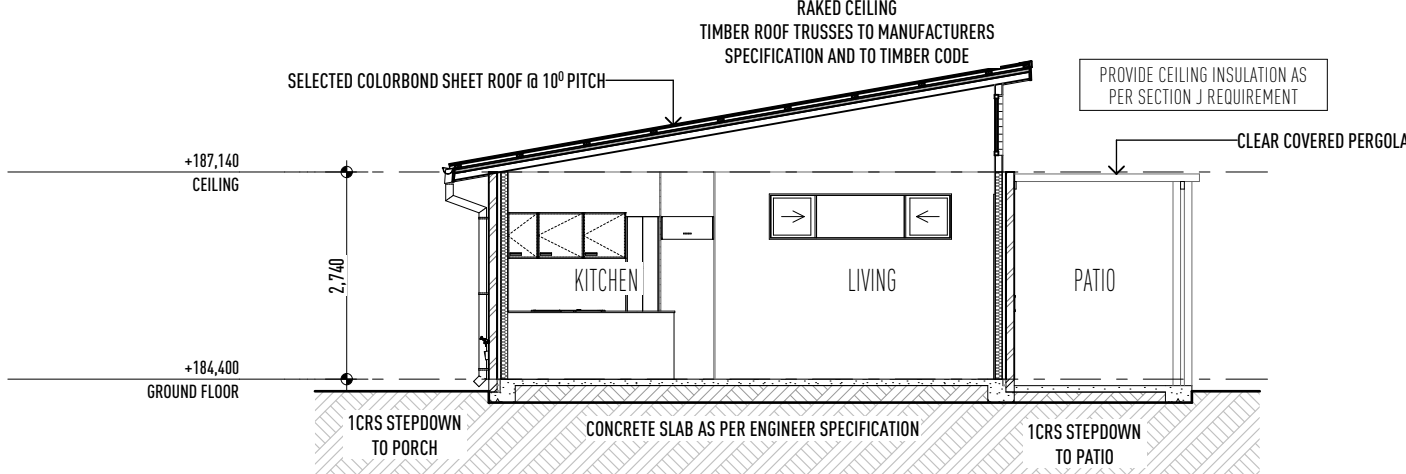 RAKED CEILING
TIMBER ROOF TRUSSES TO MANUFACTURERS
SPECIFICATION AND TO TIMBER CODE
SELECTED COLORBOND SHEET ROOF @ 10⁰ PITCH
PROVIDE CEILING INSULATION AS
PER SECTION J REQUIREMENT
CLEAR COVERED PERGOLA
+187,140
CEILING
2,740
KITCHEN
LIVING
PATIO
+184,400
GROUND FLOOR
1CRS STEPDOWN
TO PORCH
CONCRETE SLAB AS PER ENGINEER SPECIFICATION
1CRS STEPDOWN
TO PATIO